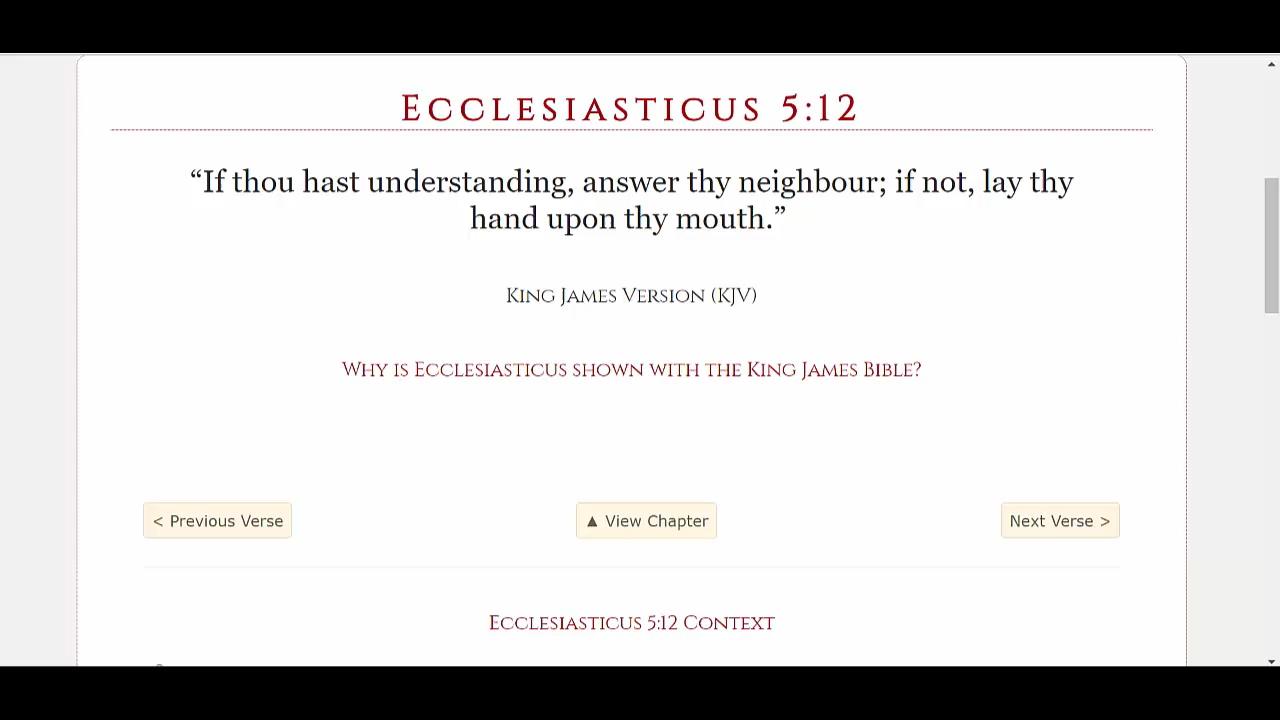 Ecclesiasticus 5:12
“If thou hast understanding, answer thy neighbour; if not, lay thy
hand upon thy mouth.”
King James Version (KJV)
Why is Ecclesiasticus shown with the King James Bible?
< Previous Verse
▲ View Chapter
Next Verse >
Ecclesiasticus 5:12 Context